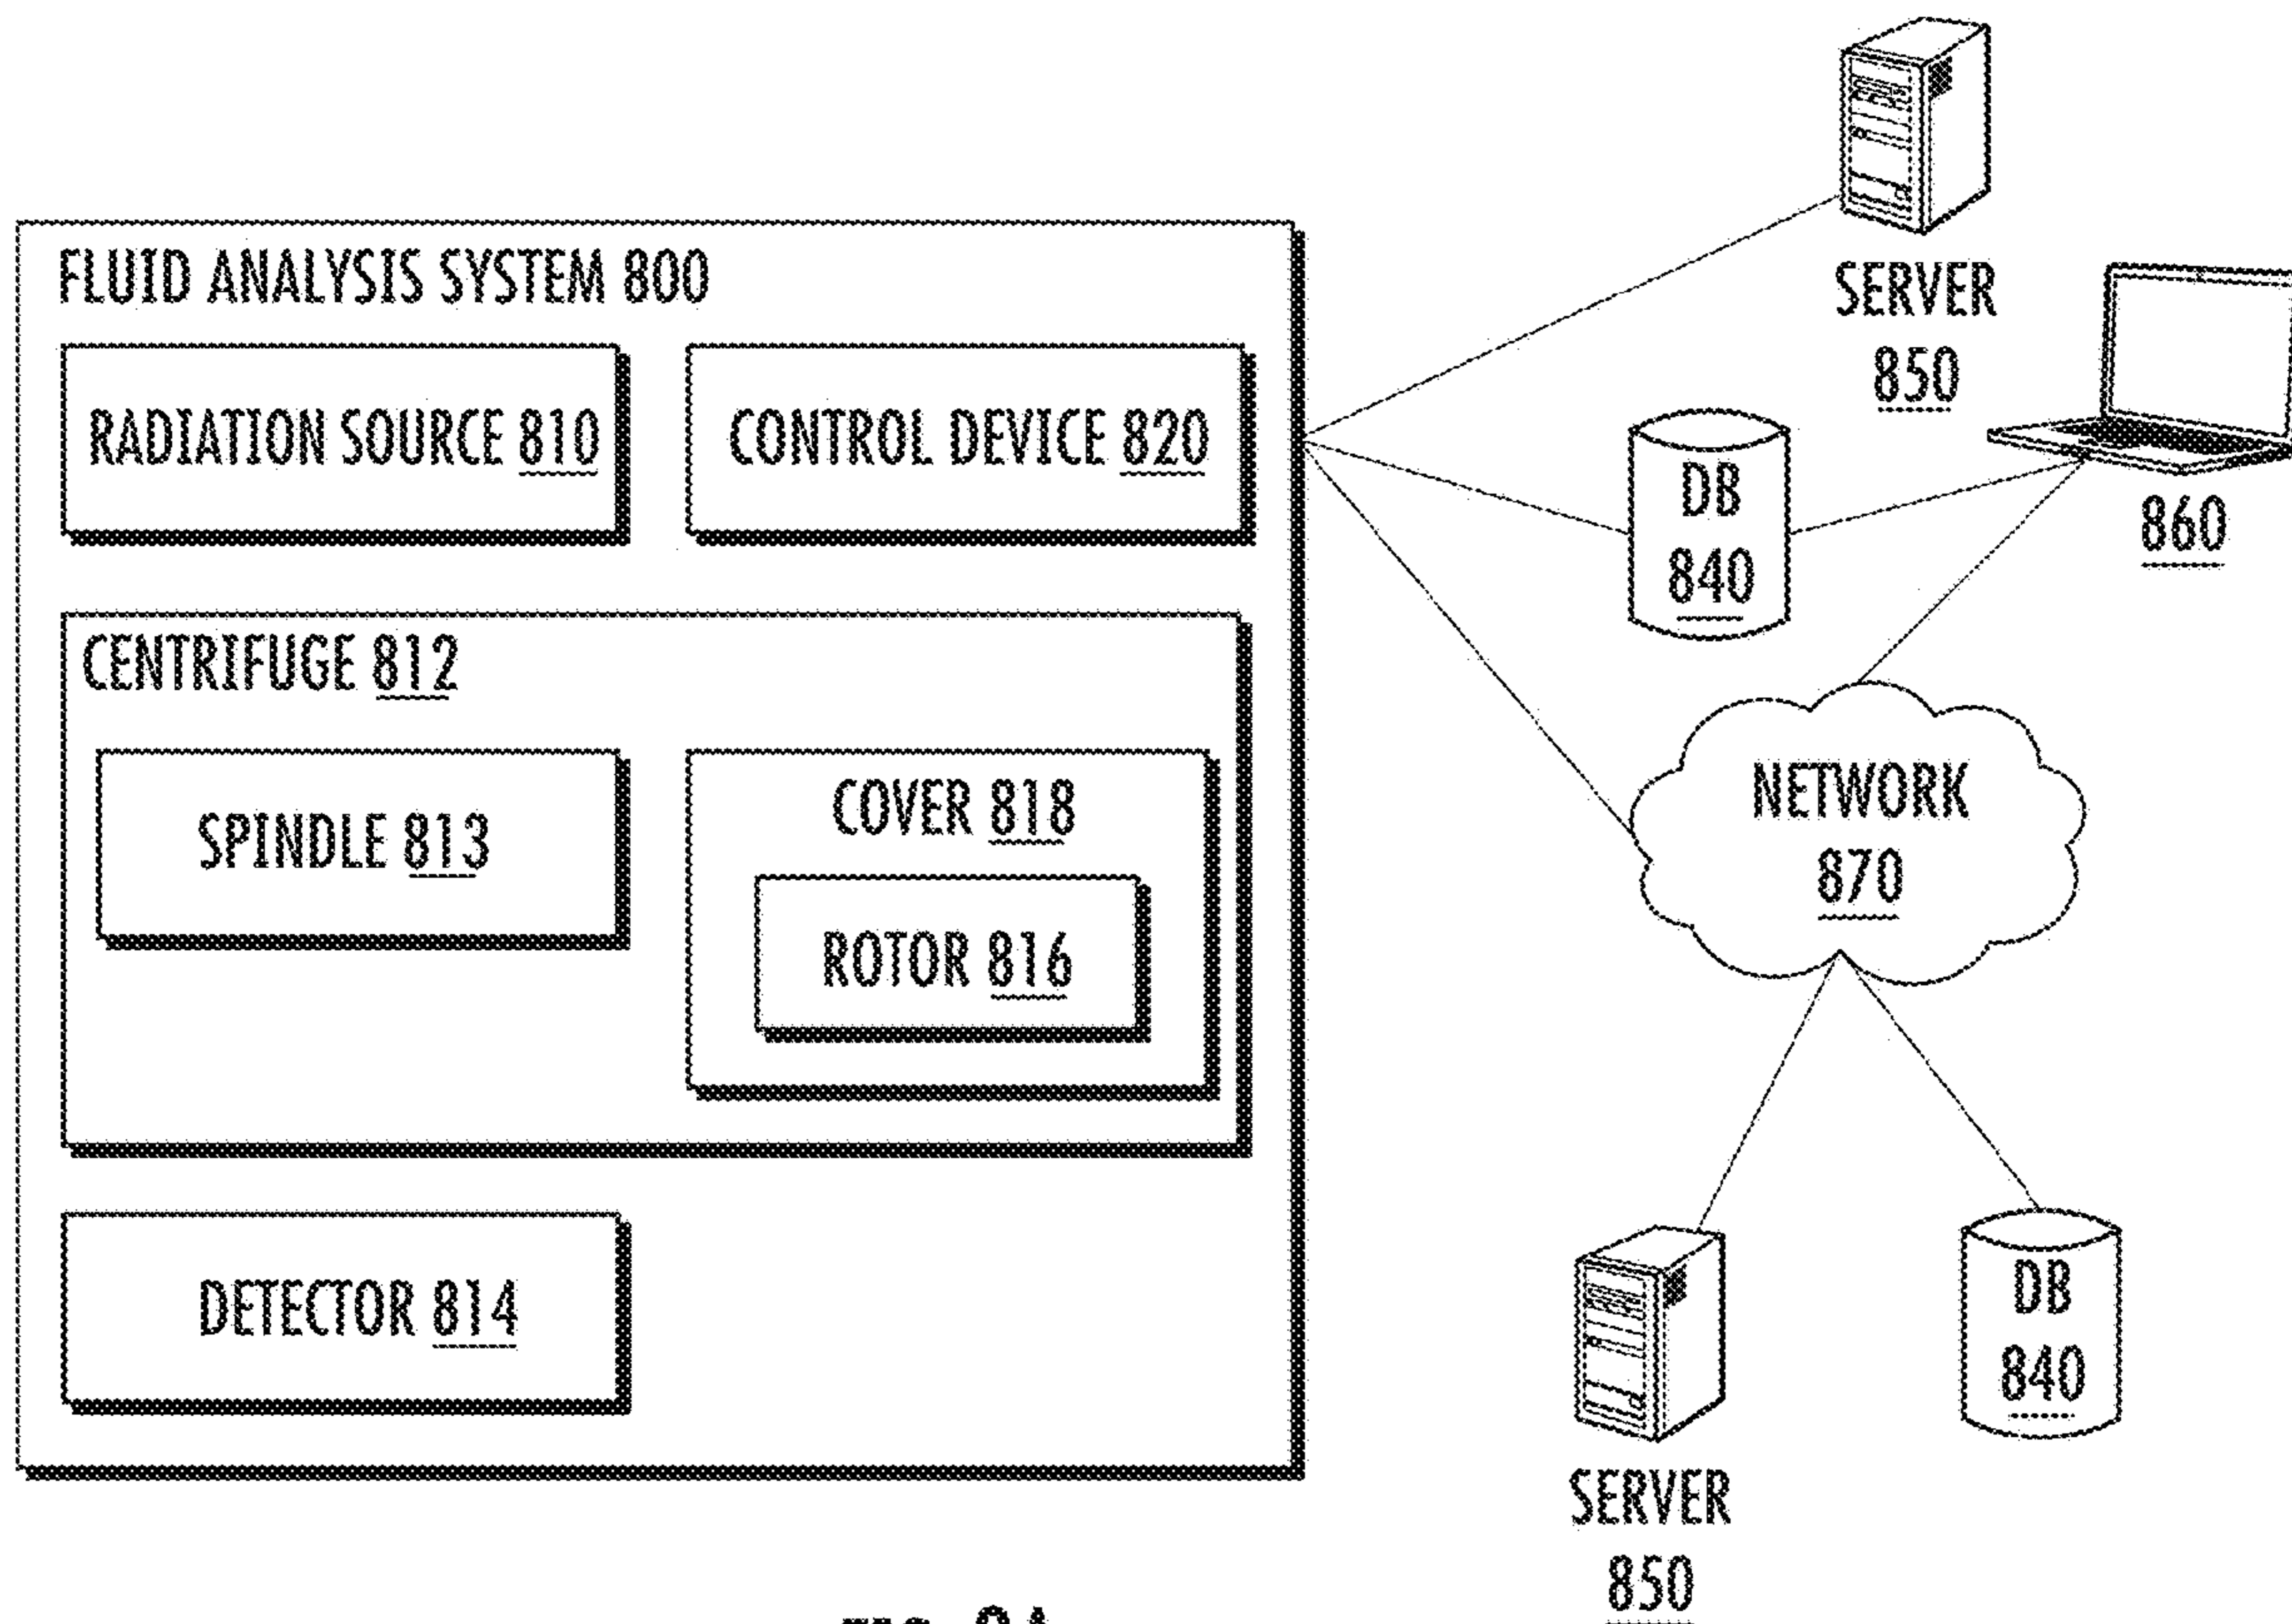 FLUID ANALYSIS SYSTEM 800
RADIATION SOURCE 810
CONTROL DEVICE 820
CENTRIFUGE 812
SPINDLE 813
COVER 818
ROTOR 816
DETECTOR 814
SERVER
850
DB
840
860
NETWORK
870
SERVER
850
DB
840